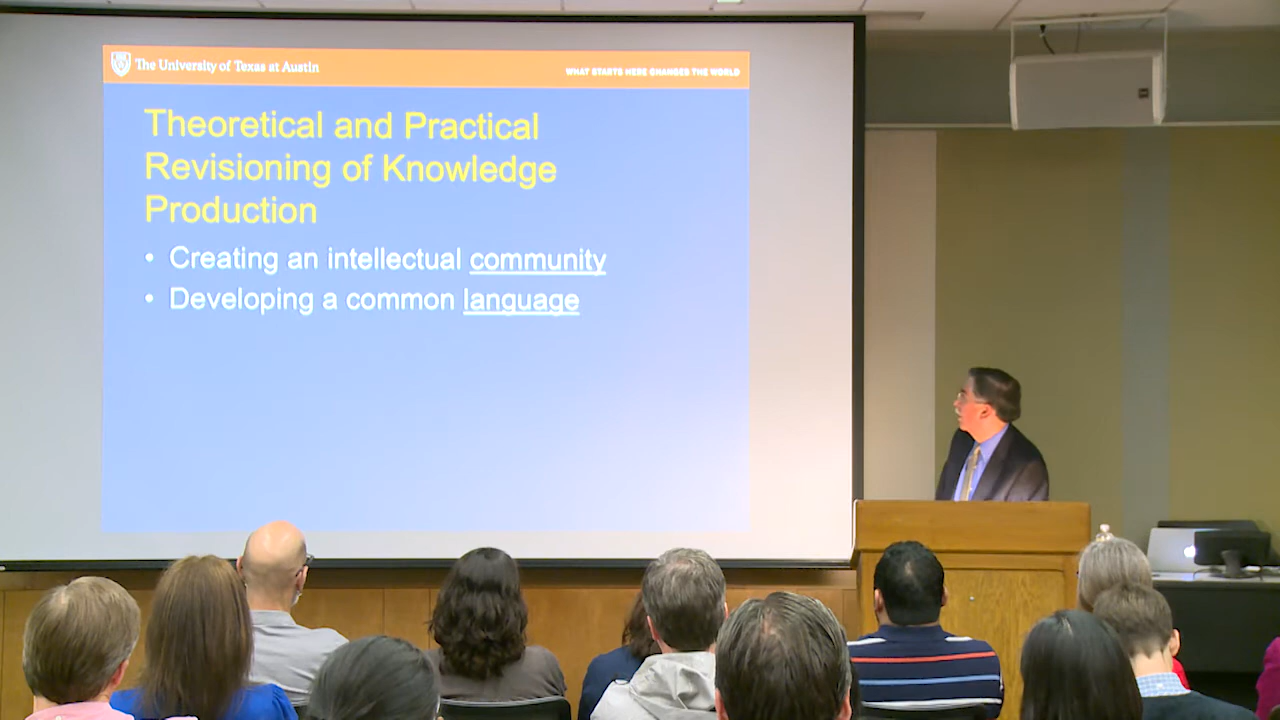 The University of Texas at Austin
WHAT STARTS HERE CHANGES THE WORLD
Theoretical and Practical
Revisioning of Knowledge
Production
• Creating an intellectual community
• Developing a common language